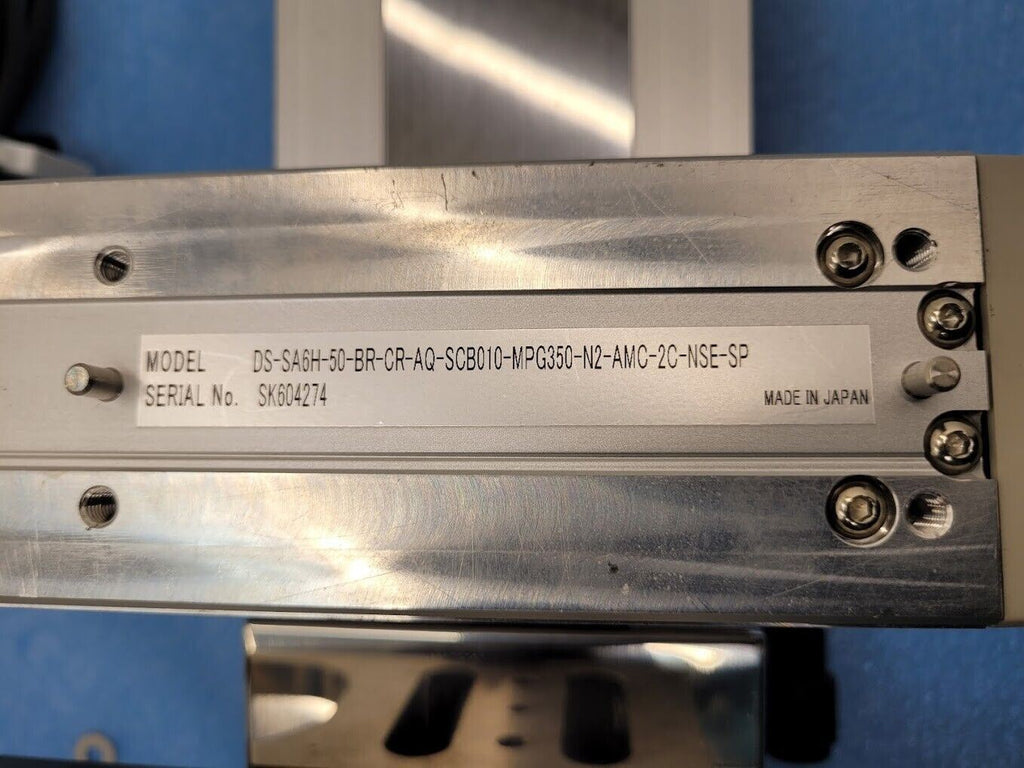 MODEL DS-SA6H-50-BR-CR-AQ-SCB010-MPG350-N2-AMC-2C-NSE-SP
SERIAL No. SK604274
MADE IN JAPAN